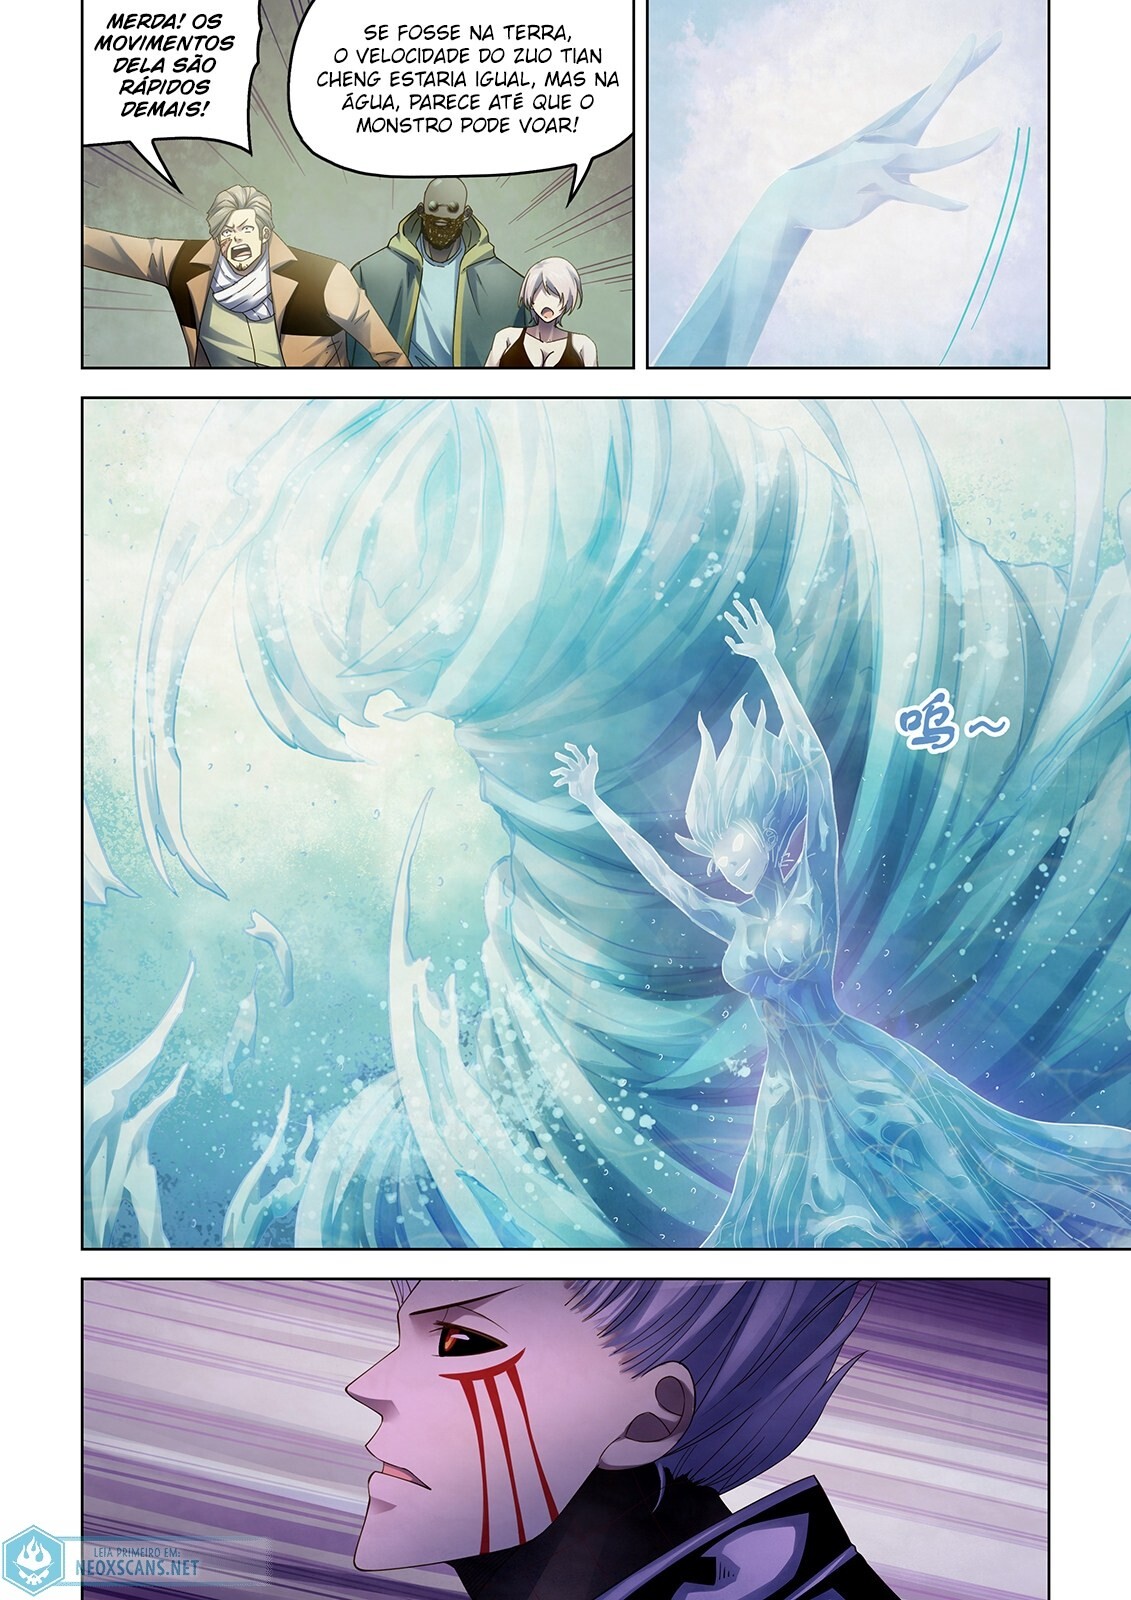 MERDA! OS
MOVIMENTOS
DELA SÃO
RÁPIDOS
DEMAIS!
SE FOSSE NA TERRA,
O VELOCIDADE DO ZUO TIAN
CHENG ESTARIA IGUAL, MAS NA
ÁGUA, PARECE ATÉ QUE O
MONSTRO PODE VOAR!
呜～
LEIA PRIMEIRO EM:
NEOXSCANS.NET